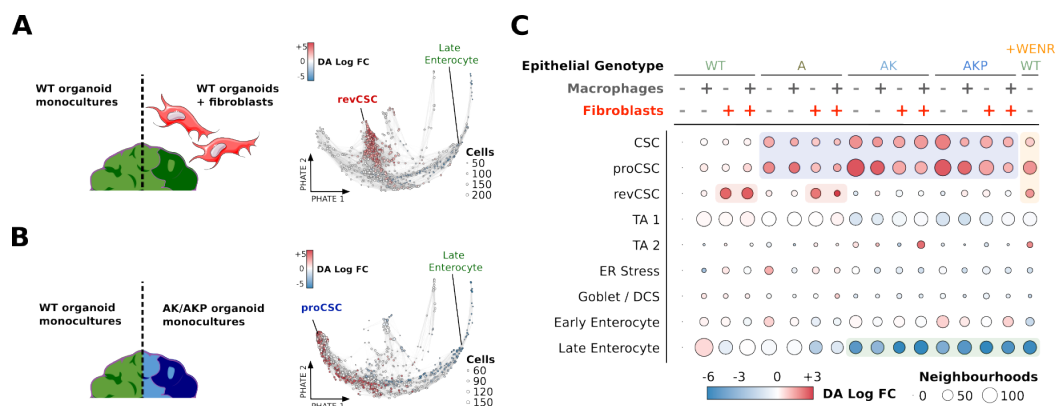 A
WT organoid
monocultures
WT organoids
+ fibroblasts
+5
0
-5
DA Log FC
revCSC
Late
Enterocyte
PHATE 2
PHATE 1
Cells
50
100
150
200
B
WT organoid
monocultures
AK/AKP organoid
monocultures
+5
0
-5
DA Log FC
proCSC
Late
Enterocyte
PHATE 2
PHATE 1
Cells
60
90
120
150
C
+WENR
Epithelial Genotype WT A AK AKP WT
Macrophages - + - + - + - + - + - + - + - + -
Fibroblasts - - + + - - + + - - + + - - + + -
CSC
proCSC
revCSC
TA 1
TA 2
ER Stress
Goblet / DCS
Early Enterocyte
Late Enterocyte
-6 -3 0 +3
DA Log FC
Neighbourhoods
0 50 100